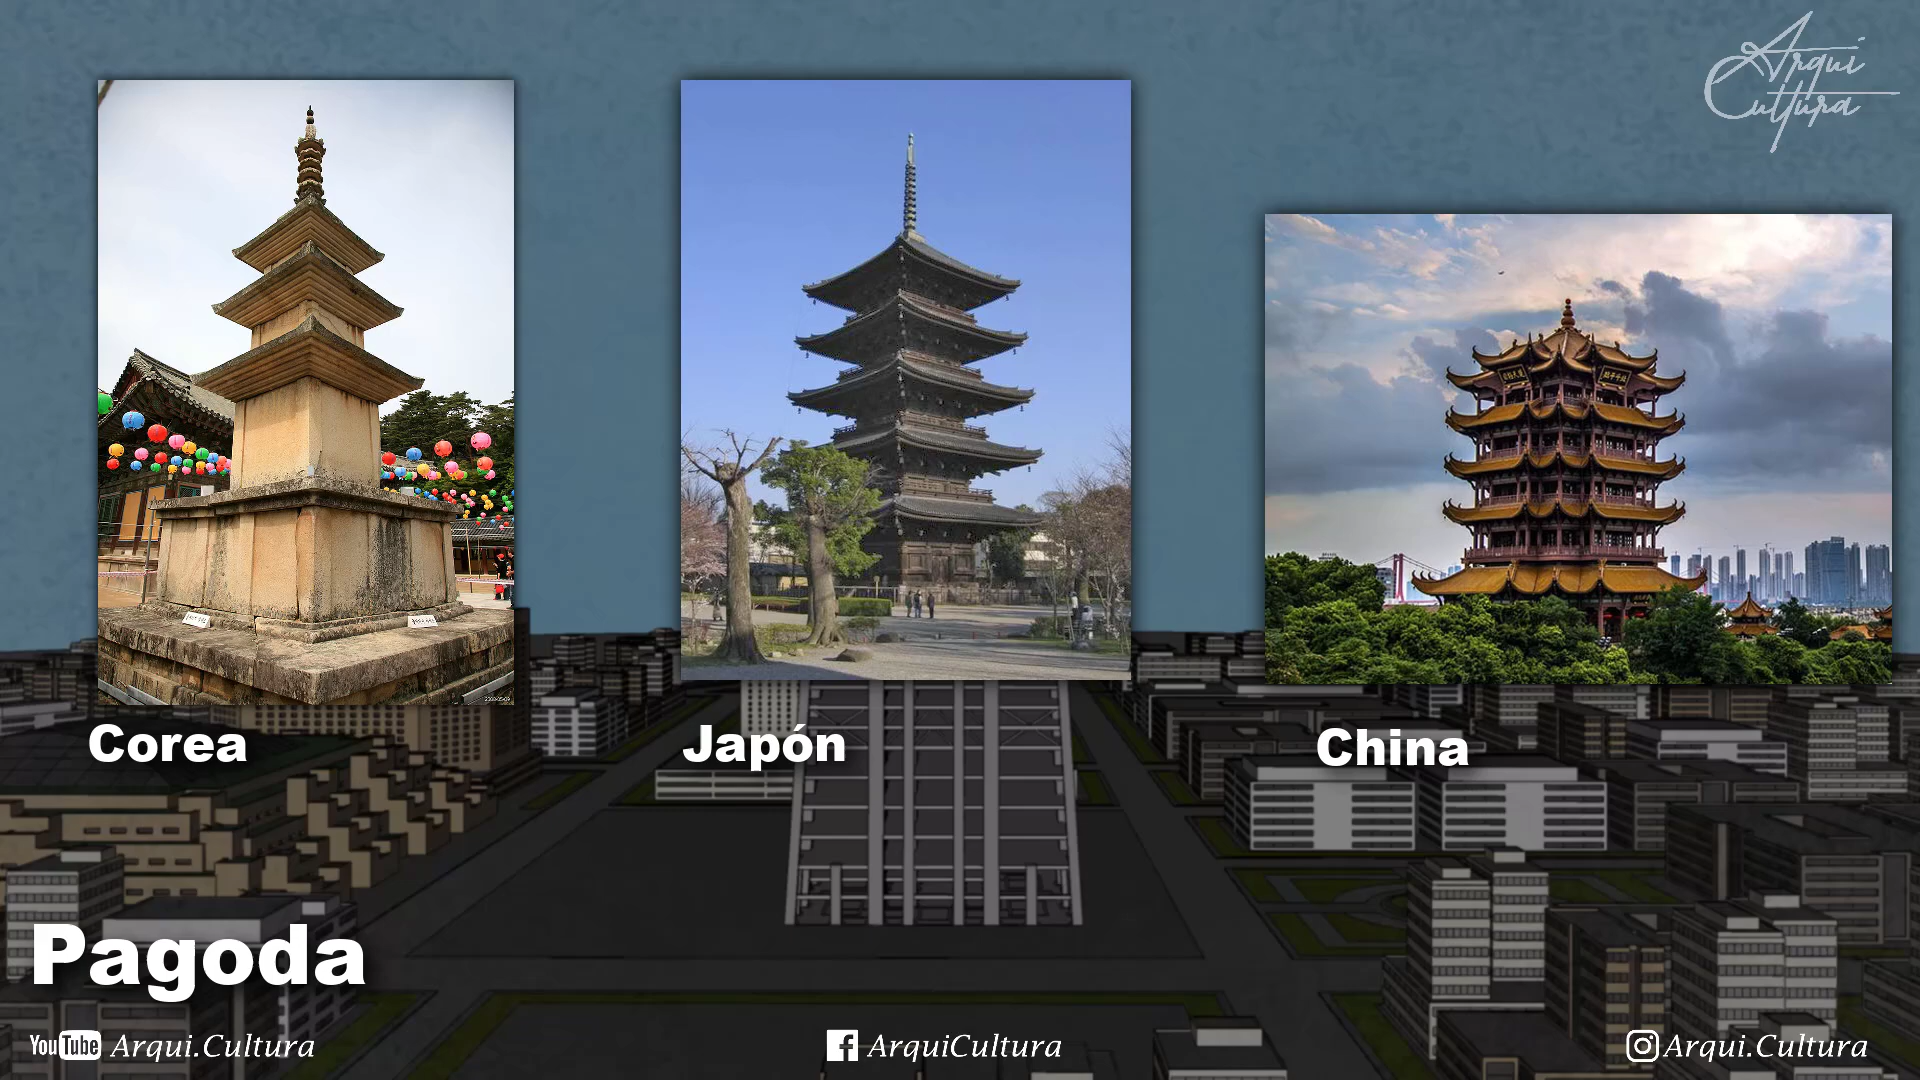 Arqui
Cultura
Corea
Japón
China
Pagoda
YouTube Arqui.Cultura
ArquiCultura
Arqui.Cultura